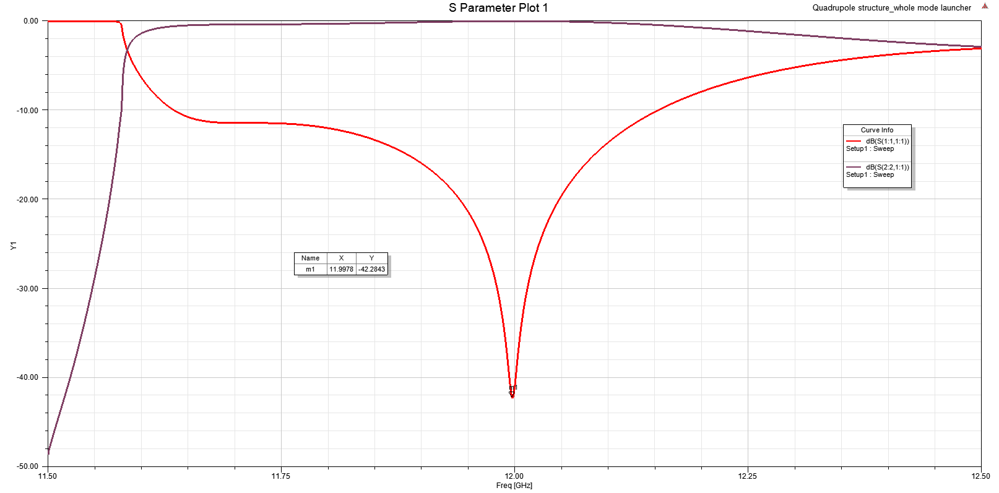 S Parameter Plot 1
Quadrupole structure_whole mode launcher
0.00
-10.00
-20.00
-30.00
-40.00
-50.00
Y1
Curve Info
dB(S(1:1,1:1))
Setup1 : Sweep
dB(S(2:2,1:1))
Setup1 : Sweep
Name X Y
m1 11.9978 -42.2843
m1
11.50 11.75 12.00 12.25 12.50
Freq [GHz]